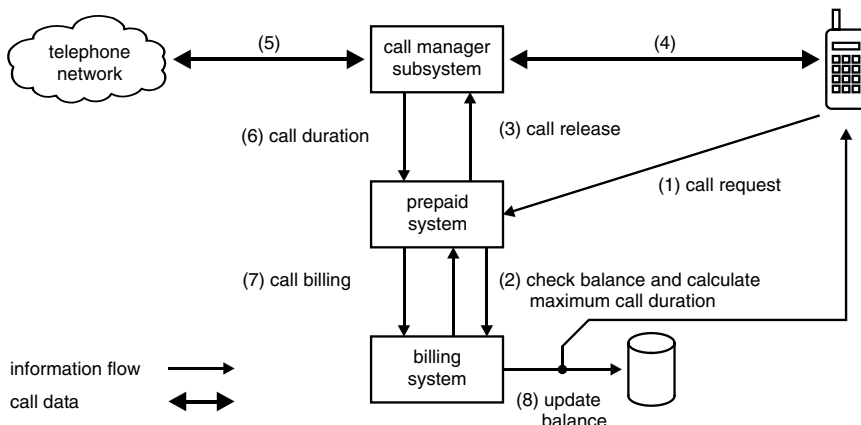 telephone
network
(5)
call manager
subsystem
(4)
(6) call duration
(3) call release
(1) call request
prepaid
system
(7) call billing
(2) check balance and calculate
maximum call duration
billing
system
(8) update
balance
information flow
call data